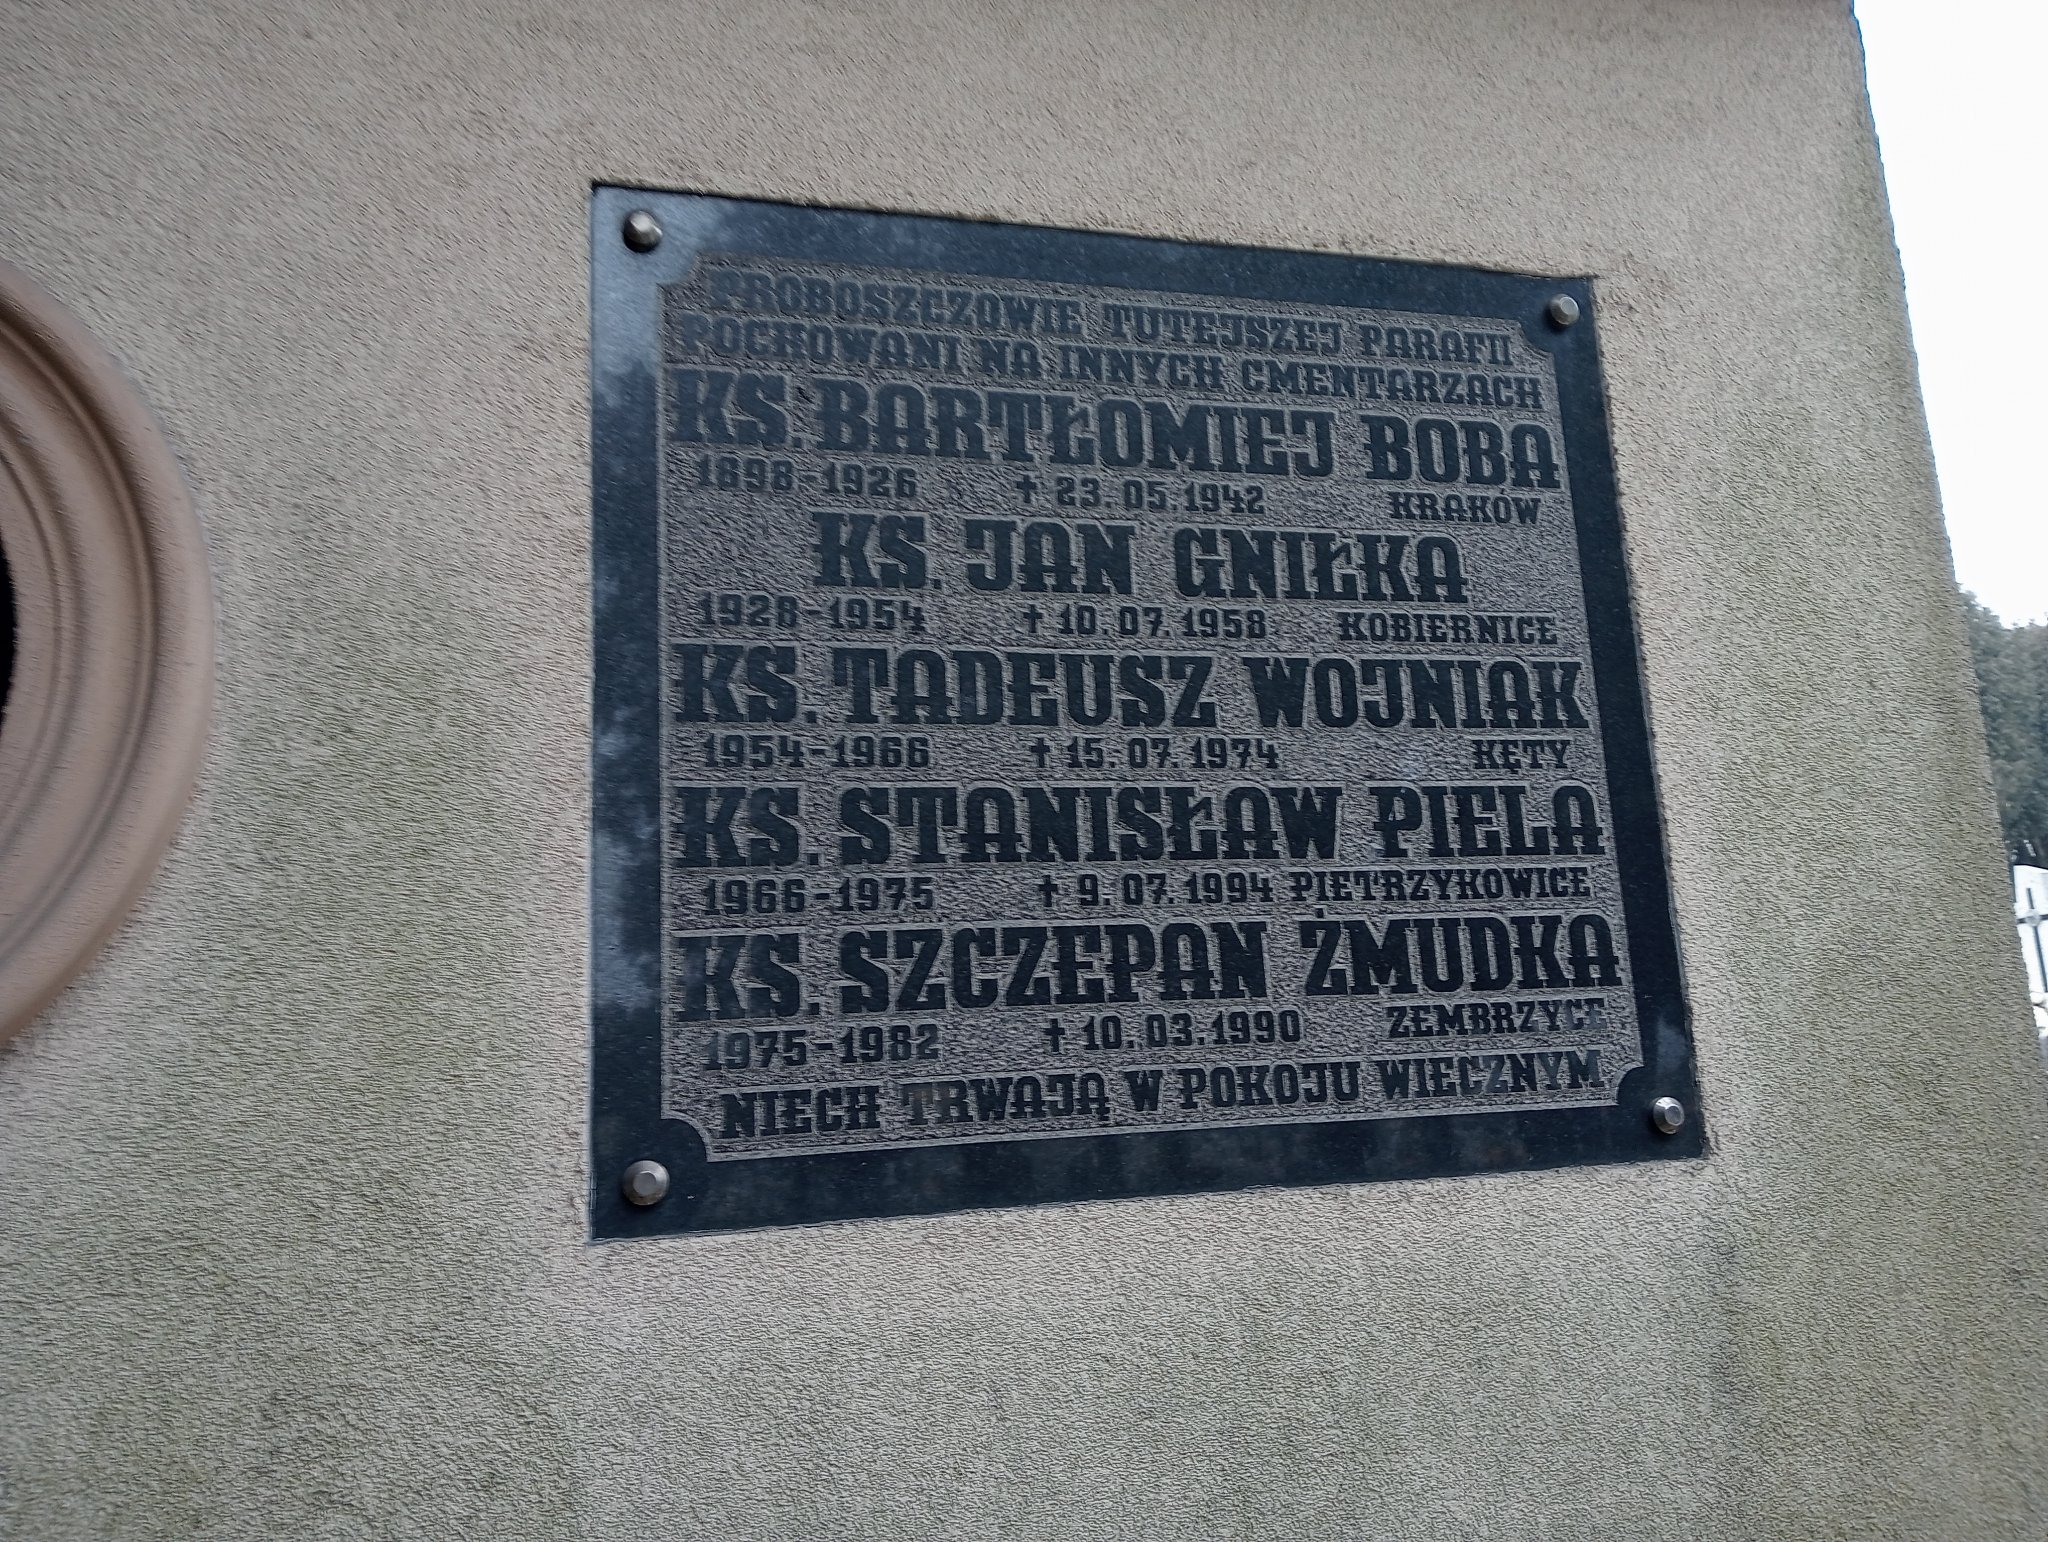 PROBOSZCZOWIE TUTEJSZEJ PARAFII
POCHOWANI NA INNYCH CMENTARZACH
KS. BARTŁOMIEJ BOBA
1898-1926 ✝ 23.05.1942 KRAKÓW
KS. JAN GNIŁKA
1928-1954 ✝ 10.07.1958 KOBIERNICE
KS. TADEUSZ WOJNIAK
1954-1966 ✝ 15.07.1974 KĘTY
KS. STANISŁAW PIELA
1966-1975 ✝ 9.07.1994 PIETRZYKOWICE
KS. SZCZEPAN ŻMUDKA
1975-1982 ✝ 10.03.1990 ZEMBRZYCE
NIECH TRWAJĄ W POKOJU WIECZNYM